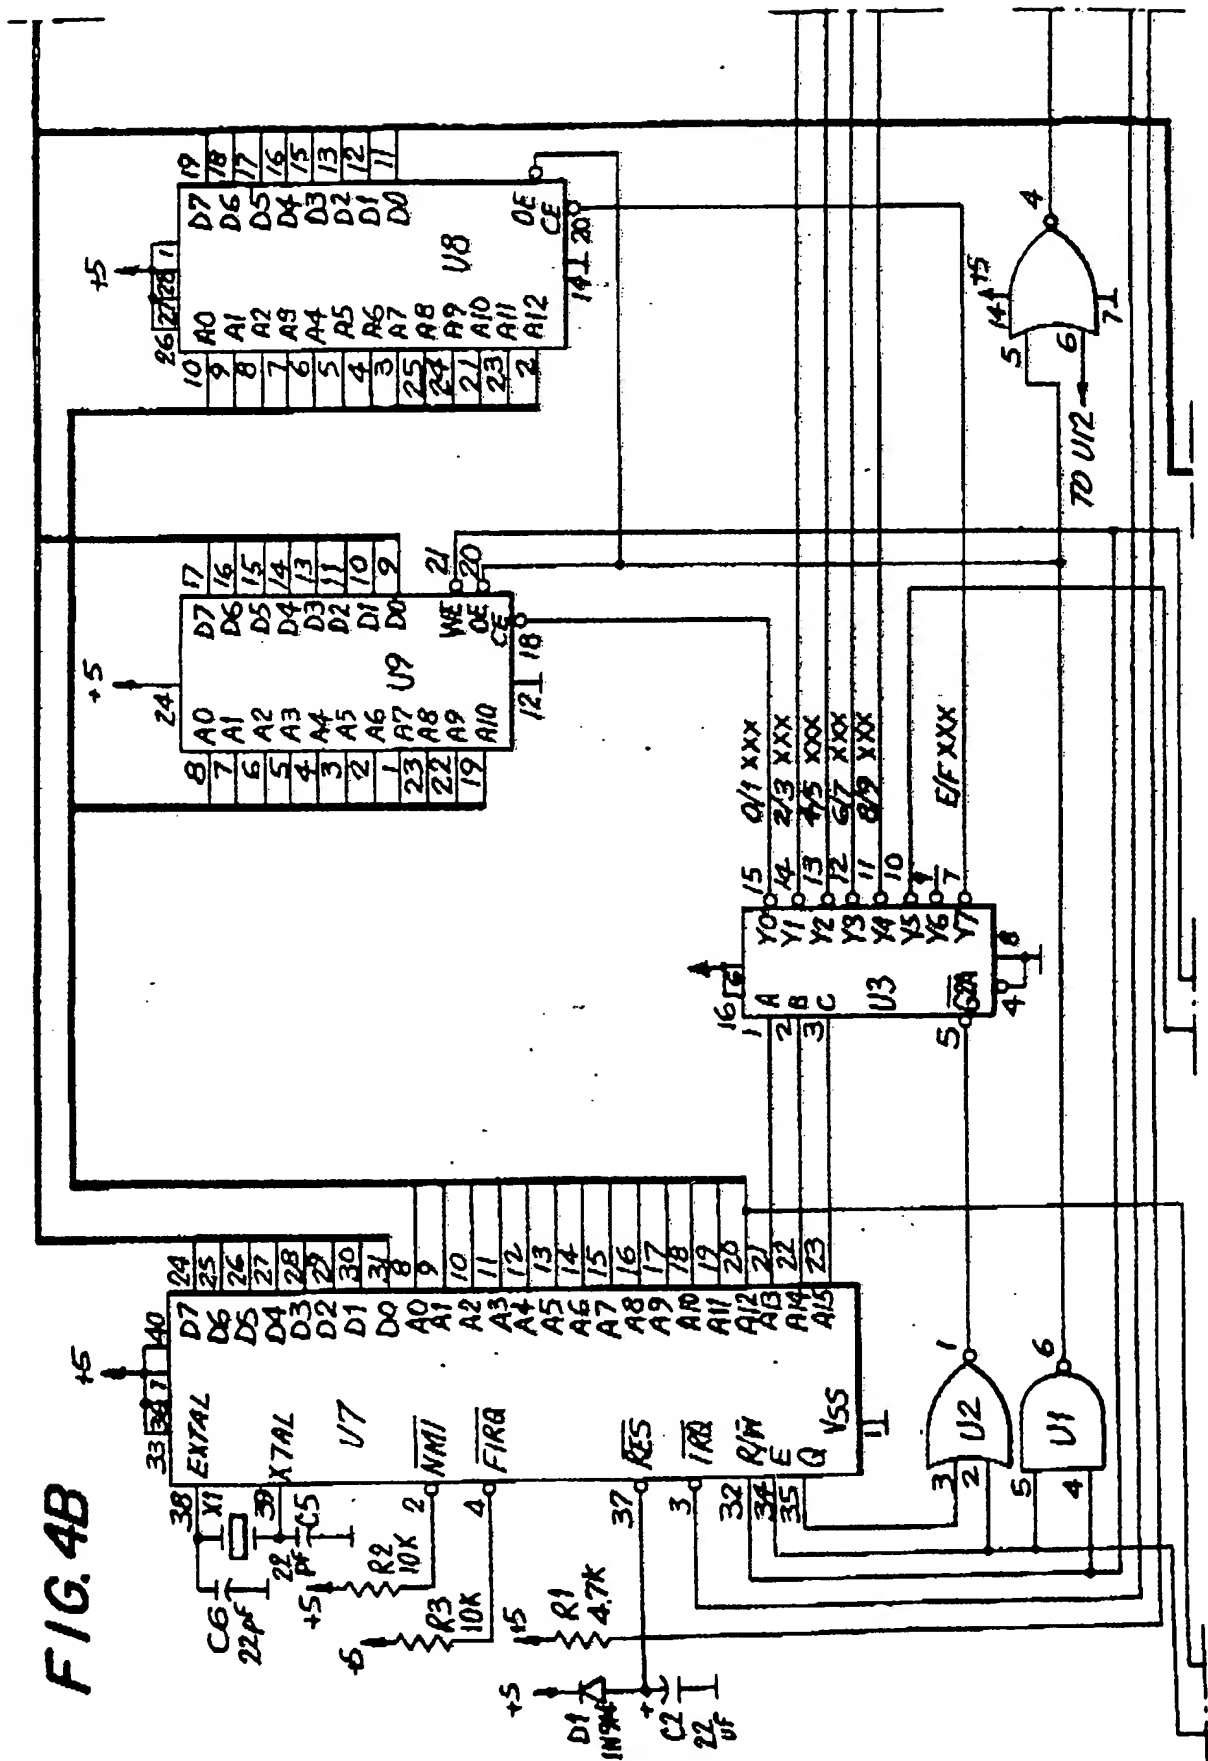 FIG. 4B
+5
33 34 7 40
38 EXTAL
X1
39 XTAL
C6
22pF
22
pF
C5
U7
D7 24
D6 25
D5 26
D4 27
D3 28
D2 29
D1 30
D0 31
A0 8
A1 9
A2 10
A3 11
A4 12
A5 13
A6 14
A7 15
A8 16
A9 17
A10 18
A11 19
A12 20
A13 21
A14 22
A15 23
+5
R2
10K
2 NMI
+5
R3
10K
4 FIRQ
+5
R1
4.7K
+5
D1
C2
22
UF
+
37 RES
3 IRQ
32 R/W
34 E
35 Q
VSS
1
3
2
U2
1
5
4
U1
6
+5
24
8 A0
7 A1
6 A2
5 A3
4 A4
3 A5
2 A6
1 A7
23 A8
22 A9
19 A10
U9
D7 17
D6 16
D5 15
D4 14
D3 13
D2 11
D1 10
D0 9
WE 21
OE 20
CE
18
12
+5
26 27 28 1
10 A0
9 A1
8 A2
7 A3
6 A4
5 A5
4 A6
3 A7
25 A8
24 A9
21 A10
23 A11
2 A12
U8
D7 19
D6 18
D5 17
D4 16
D3 15
D2 13
D1 12
D0 11
OE
CE
14 20
16 6
1 A
2 B
3 C
U3
5 G2A
4 8
Y0 15 0/1 XXX
Y1 14 2/3 XXX
Y2 13 4/5 XXX
Y3 12 6/7 XXX
Y4 11 8/9 XXX
Y5 10
Y6
Y7 7 E/F XXX
TO U12
5
6
14 +5
7
4